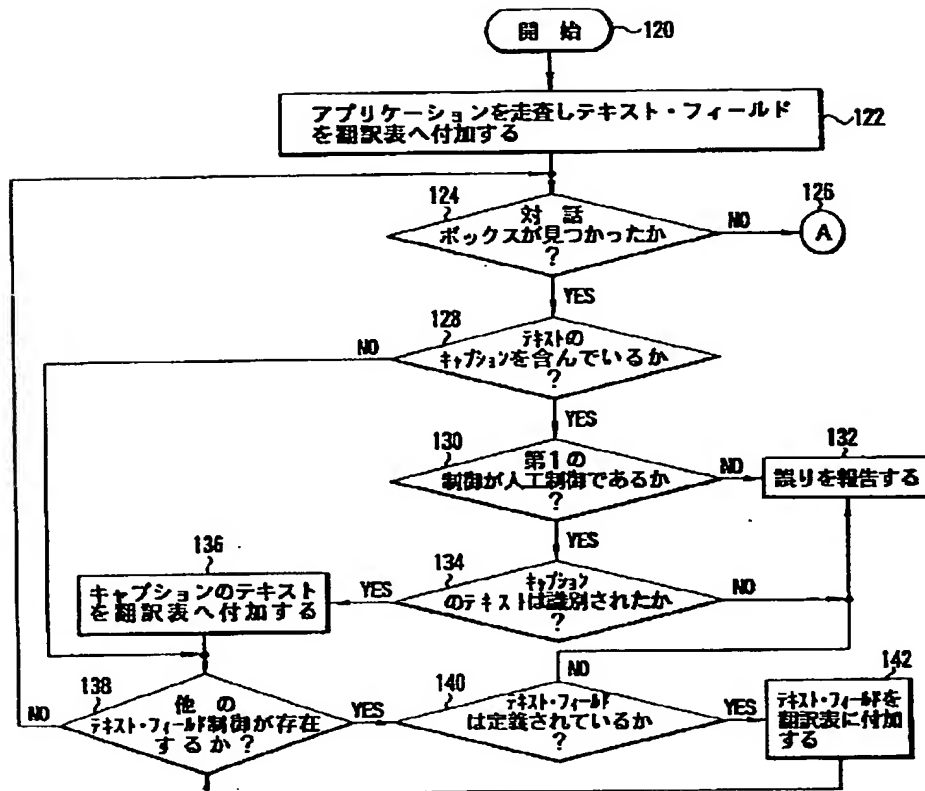 開始
120
アプリケーションを走査しテキスト・フィールド
を翻訳表へ付加する
122
124
対話
ボックスが見つかったか
?
NO
126
A
YES
128
テキストの
キャプションを含んでいるか
?
NO
YES
130
第1の
制御が人工制御であるか
?
NO
132
誤りを報告する
YES
134
キャプション
のテキストは識別されたか
?
YES
NO
136
キャプションのテキスト
を翻訳表へ付加する
138
他の
テキスト・フィールド制御が存在
するか?
NO
YES
140
テキスト・フィールド
は定義されているか
?
NO
YES
142
テキスト・フィールドを
翻訳表に付加
する